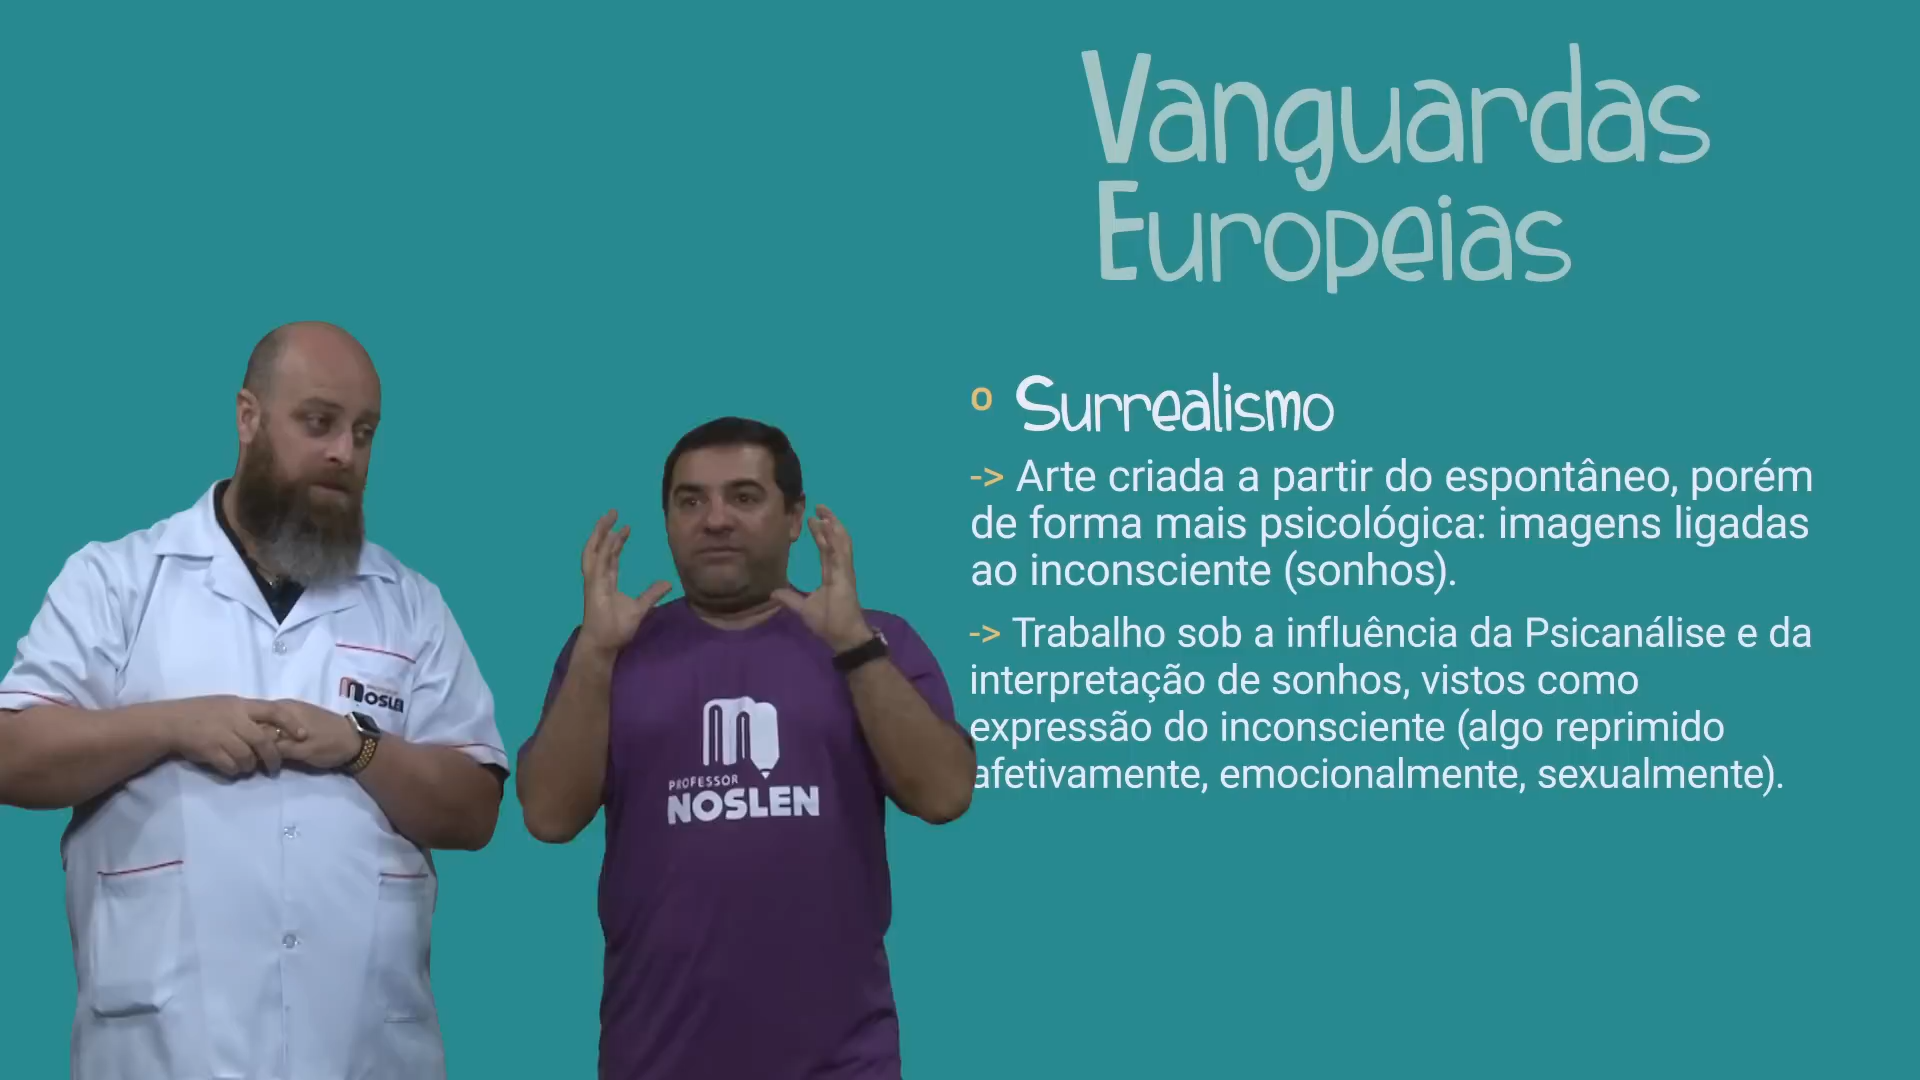 Vanguardas
Europeias
o Surrealismo
-> Arte criada a partir do espontâneo, porém
de forma mais psicológica: imagens ligadas
ao inconsciente (sonhos).
-> Trabalho sob a influência da Psicanálise e da
interpretação de sonhos, vistos como
expressão do inconsciente (algo reprimido
afetivamente, emocionalmente, sexualmente).
NOSLEN
PROFESSOR
NOSLEN